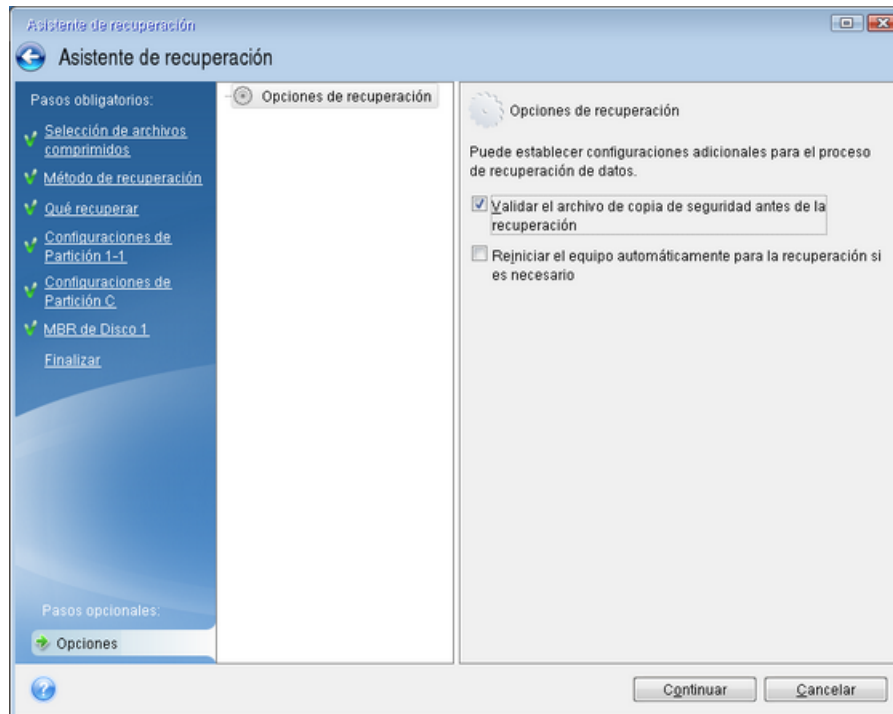 Asistente de recuperación
Asistente de recuperación
Pasos obligatorios:
Selección de archivos
comprimidos
Método de recuperación
Qué recuperar
Configuraciones de
Partición 1-1
Configuraciones de
Partición C
MBR de Disco 1
Finalizar
Pasos opcionales:
Opciones
Opciones de recuperación
Opciones de recuperación
Puede establecer configuraciones adicionales para el proceso
de recuperación de datos.
Validar el archivo de copia de seguridad antes de la
recuperación
Reiniciar el equipo automáticamente para la recuperación si
es necesario
Continuar
Cancelar